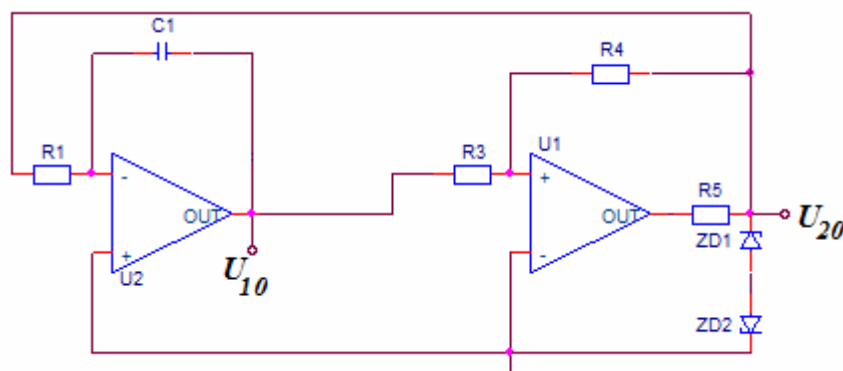 C1
R4
R1
R3
U1
-
+
R5
OUT
OUT
U20
ZD1
+
-
U2
U10
ZD2